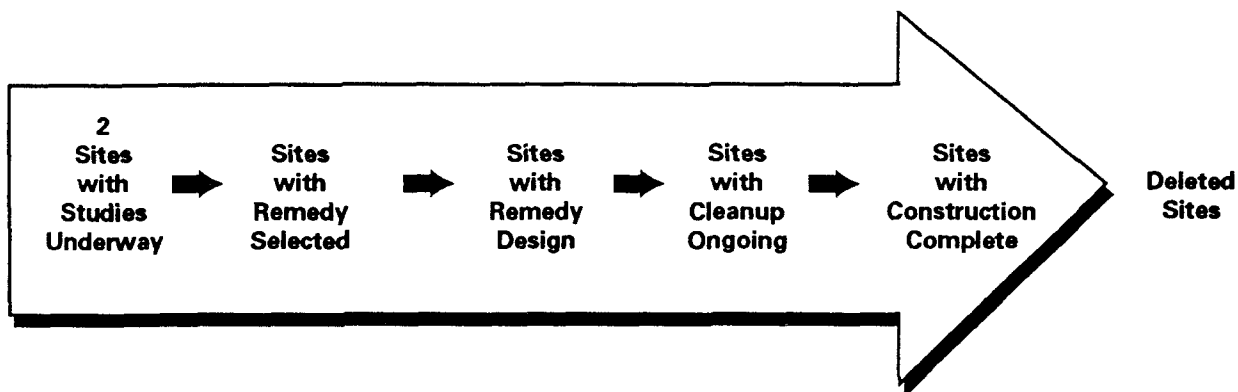 2
Sites
with
Studies
Underway
Sites
with
Remedy
Selected
Sites
with
Remedy
Design
Sites
with
Cleanup
Ongoing
Sites
with
Construction
Complete
Deleted
Sites